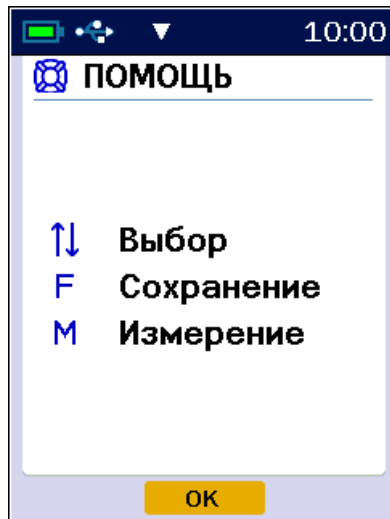 10:00
ПОМОЩЬ
↑↓ Выбор
F Сохранение
M Измерение
OK